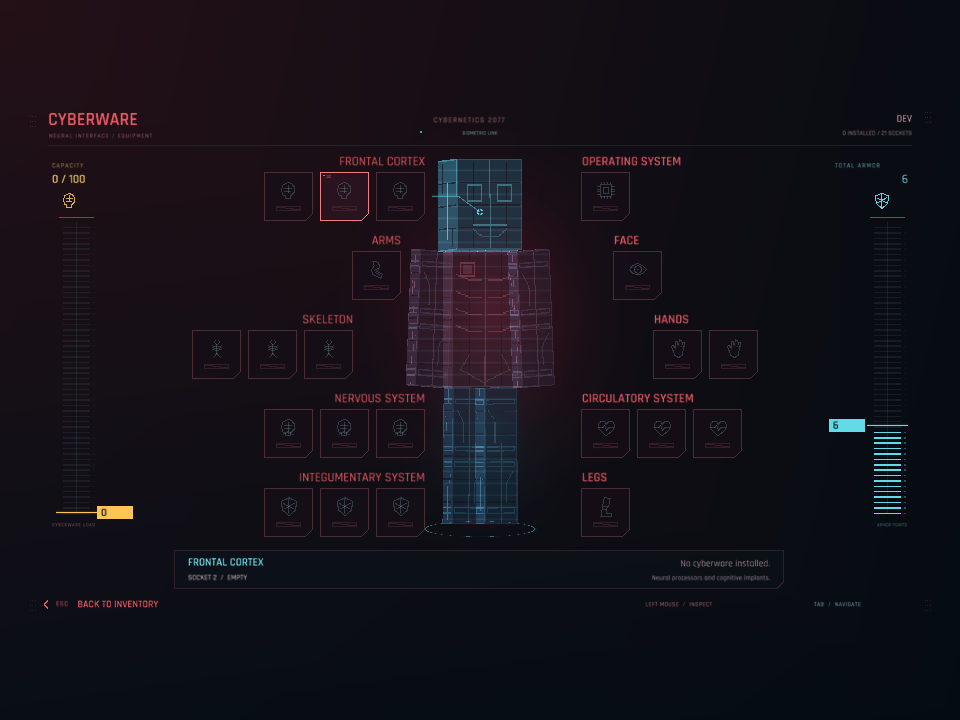 CYBERWARE
NEURAL INTERFACE / EQUIPMENT
CYBERNETICS 2077
BIOMETRIC LINK
DEV
0 INSTALLED / 21 SOCKETS
CAPACITY
0 / 100
TOTAL ARMOR
6
FRONTAL CORTEX
OPERATING SYSTEM
ARMS
FACE
SKELETON
HANDS
NERVOUS SYSTEM
CIRCULATORY SYSTEM
6
INTEGUMENTARY SYSTEM
LEGS
0
CYBERWARE LOAD
ARMOR POINTS
FRONTAL CORTEX
No cyberware installed.
SOCKET 2 / EMPTY
Neural processors and cognitive implants.
ESC BACK TO INVENTORY
LEFT MOUSE / INSPECT
TAB / NAVIGATE